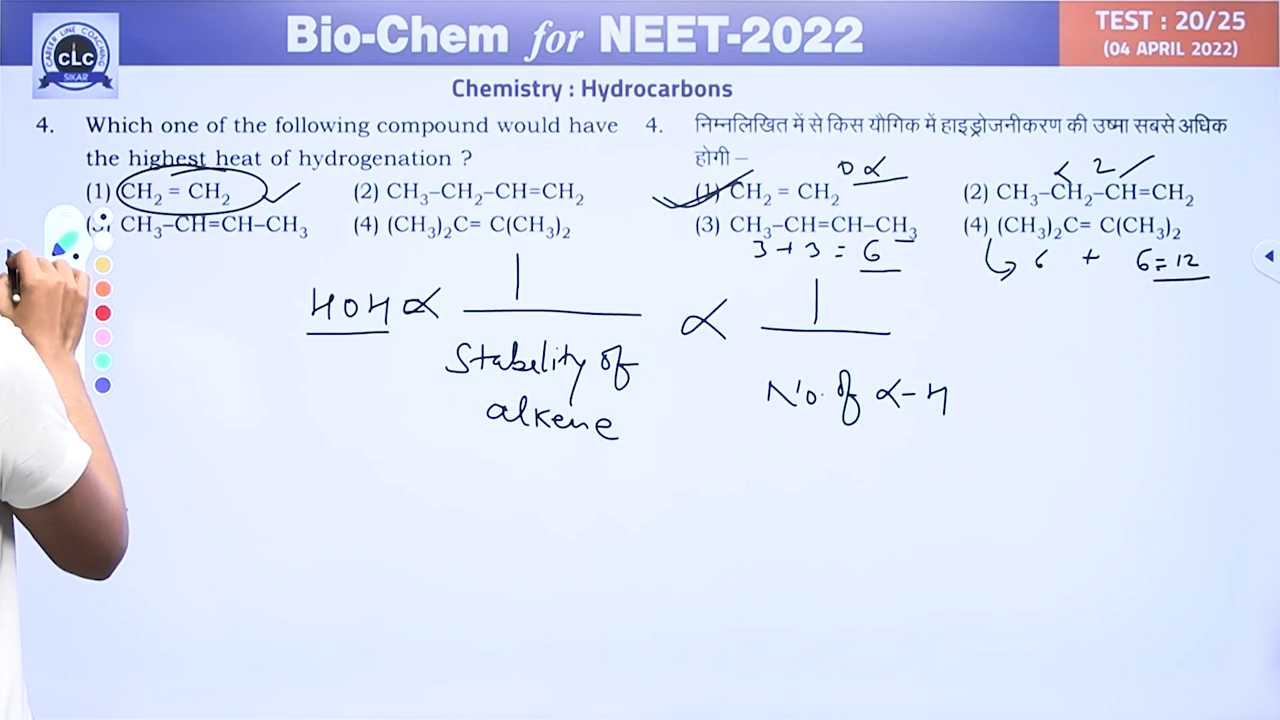 Bio-Chem for NEET-2022
TEST : 20/25
(04 APRIL 2022)
CAREER LINE COACHING
CLC
SIKAR
Chemistry : Hydrocarbons
4. Which one of the following compound would have
the highest heat of hydrogenation ?
(1) CH₂ = CH₂ (2) CH₃–CH₂–CH=CH₂
(3) CH₃–CH=CH–CH₃ (4) (CH₃)₂C= C(CH₃)₂
4. निम्नलिखित में से किस यौगिक में हाइड्रोजनीकरण की उष्मा सबसे अधिक
होगी –
0 α 2
(1) CH₂ = CH₂ (2) CH₃–CH₂–CH=CH₂
(3) CH₃–CH=CH–CH₃ (4) (CH₃)₂C= C(CH₃)₂
3 + 3 = 6 6 + 6 = 12
HOH ∝ 1 ∝ 1
Stability of
alkene
No. of α-H